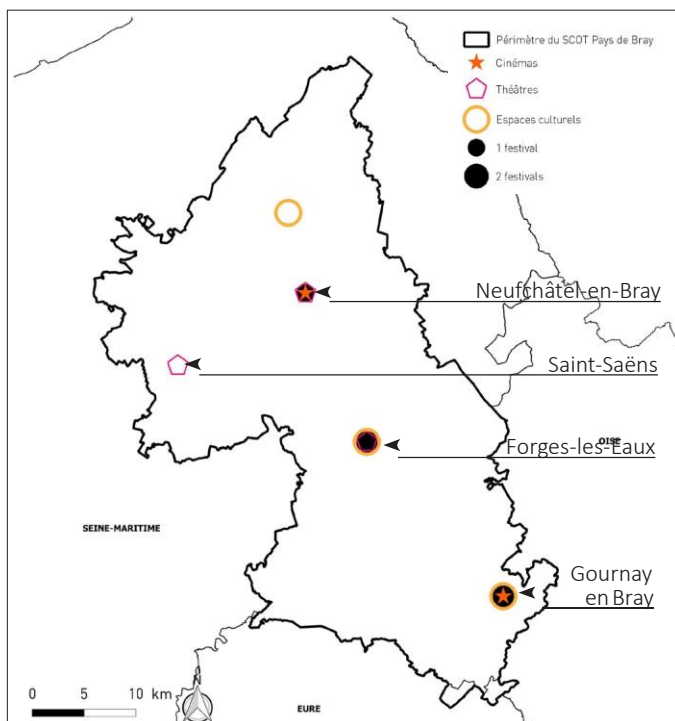 Périmètre du SCOT Pays de Bray
Cinémas
Théâtres
Espaces culturels
1 festival
2 festivals
Neufchâtel-en-Bray
Saint-Saëns
Forges-les-Eaux
OISE
SEINE-MARITIME
Gournay
en Bray
0 5 10 km
EURE